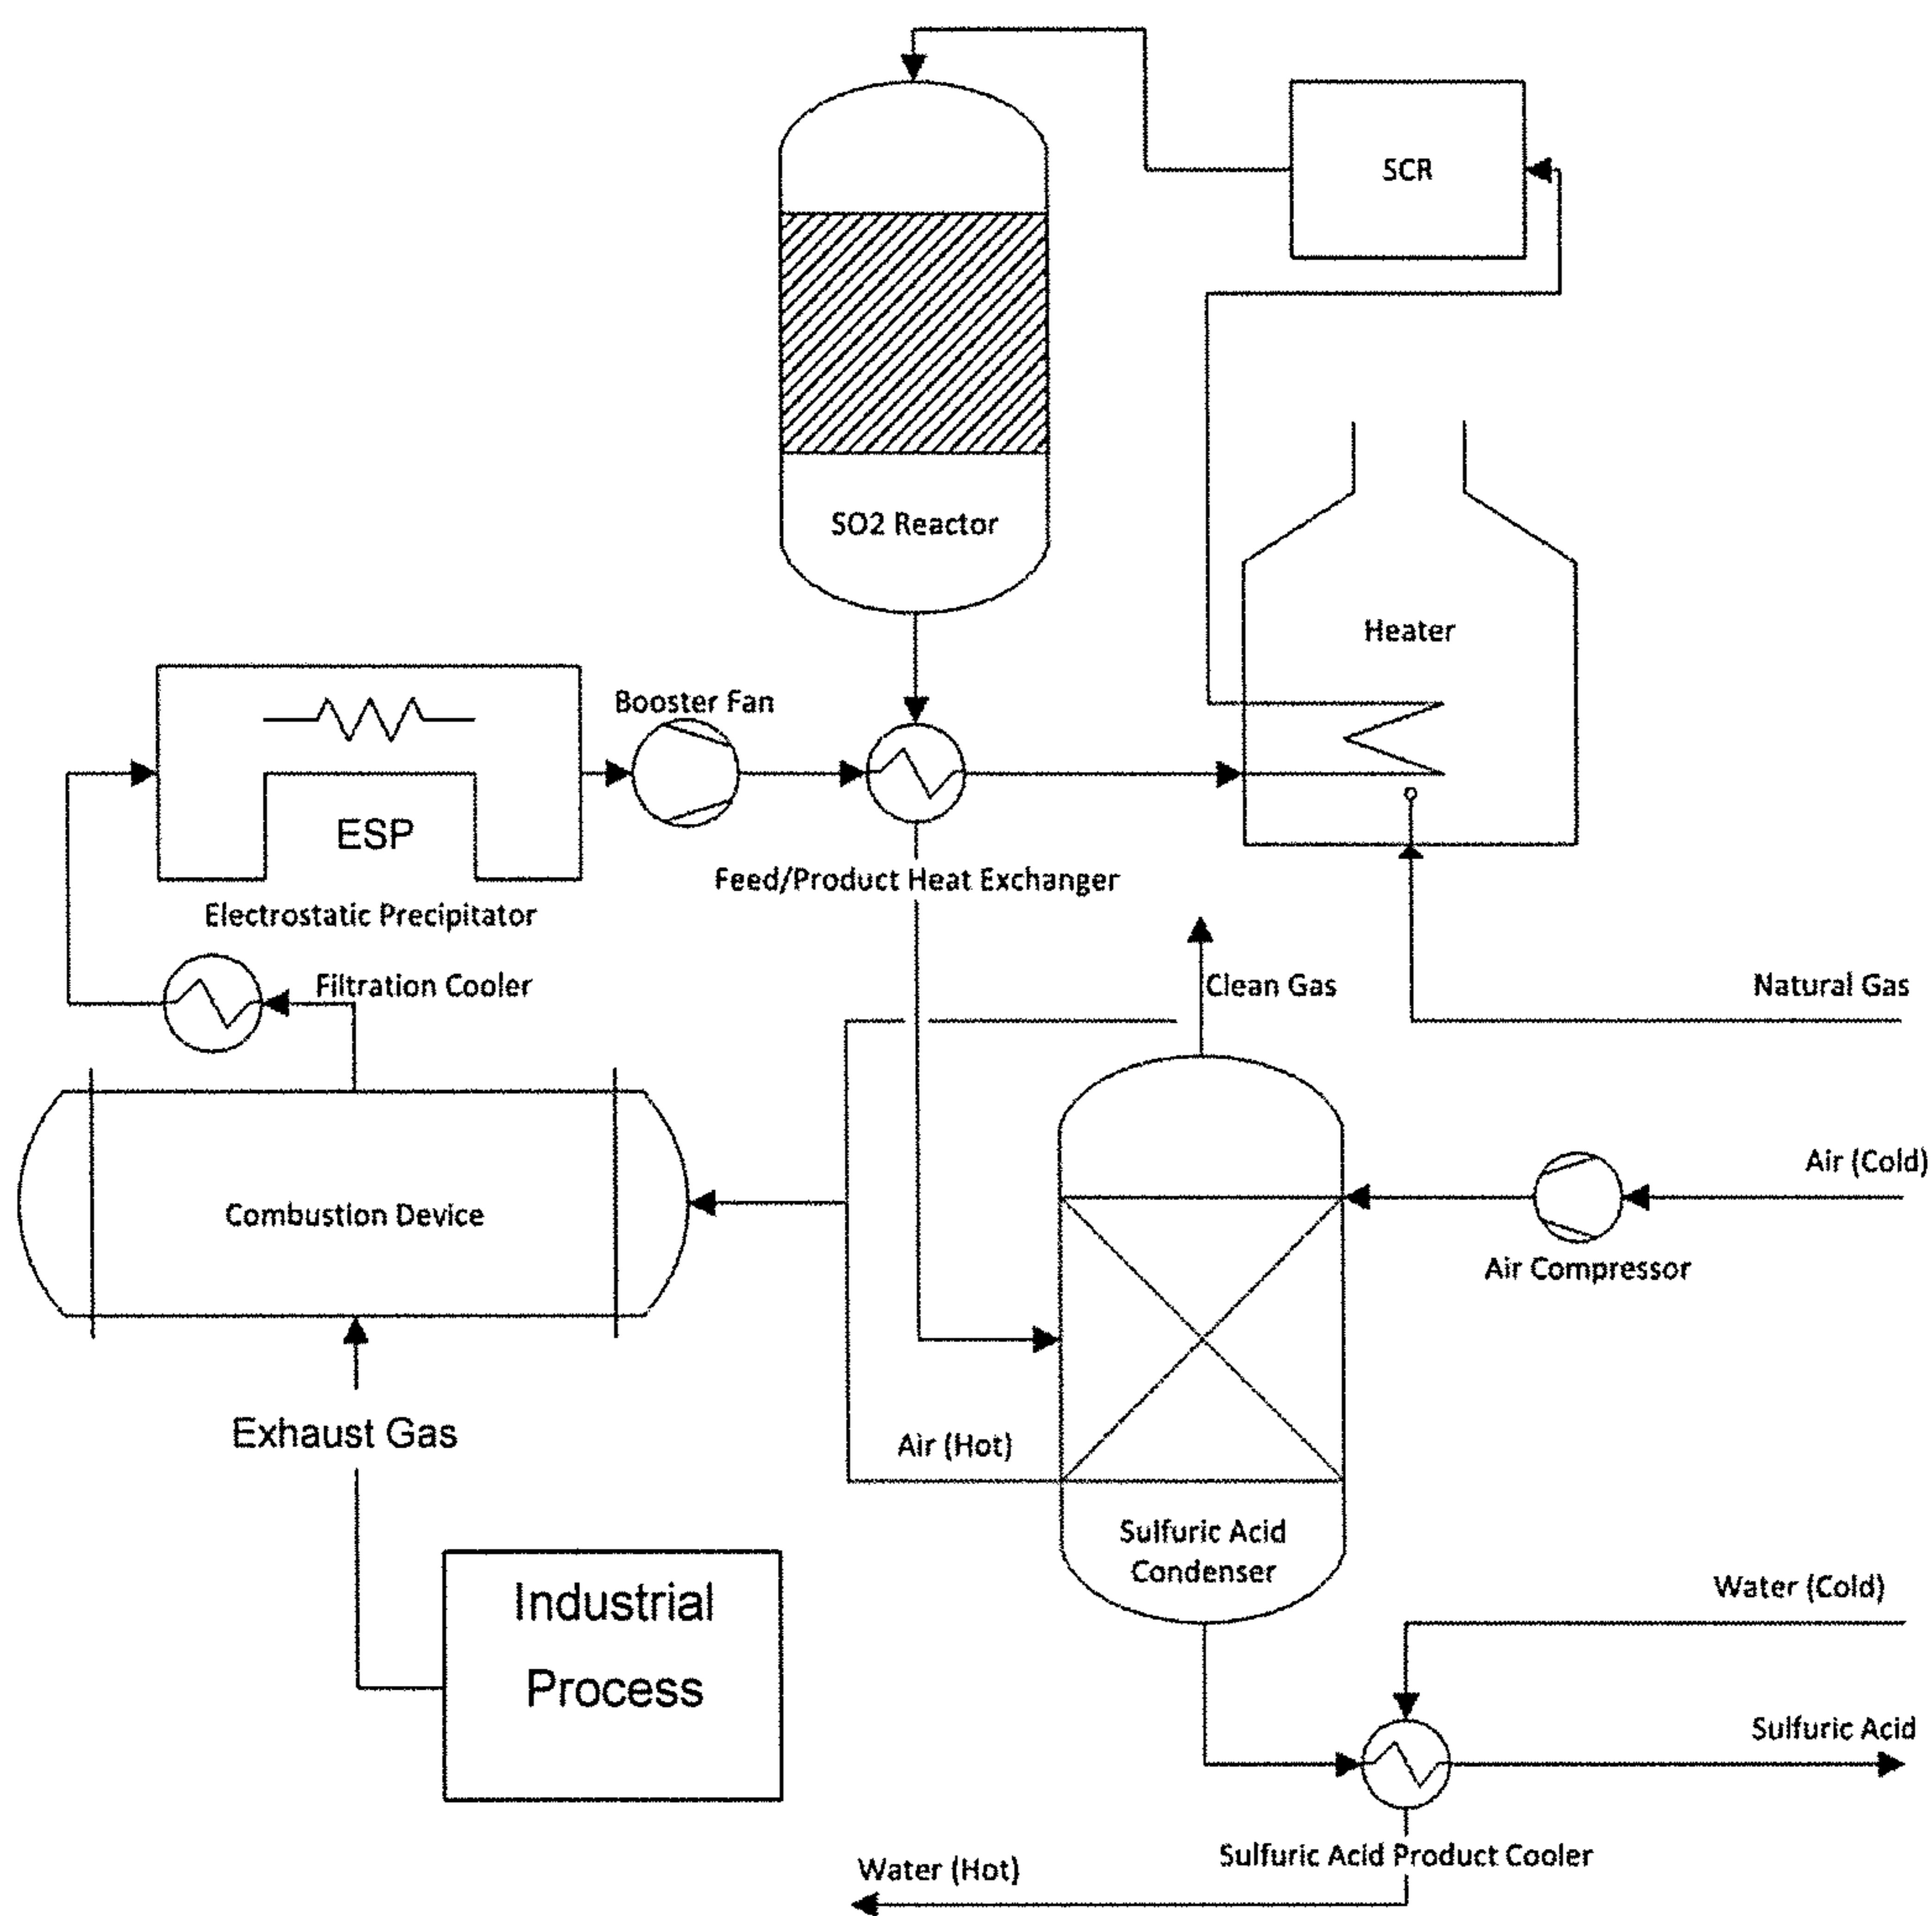 SCR
SO2 Reactor
Heater
Booster Fan
ESP
Electrostatic Precipitator
Feed/Product Heat Exchanger
Filtration Cooler
Clean Gas
Natural Gas
Air (Cold)
Combustion Device
Air Compressor
Exhaust Gas
Air (Hot)
Sulfuric Acid
Condenser
Industrial
Process
Water (Cold)
Sulfuric Acid
Sulfuric Acid Product Cooler
Water (Hot)